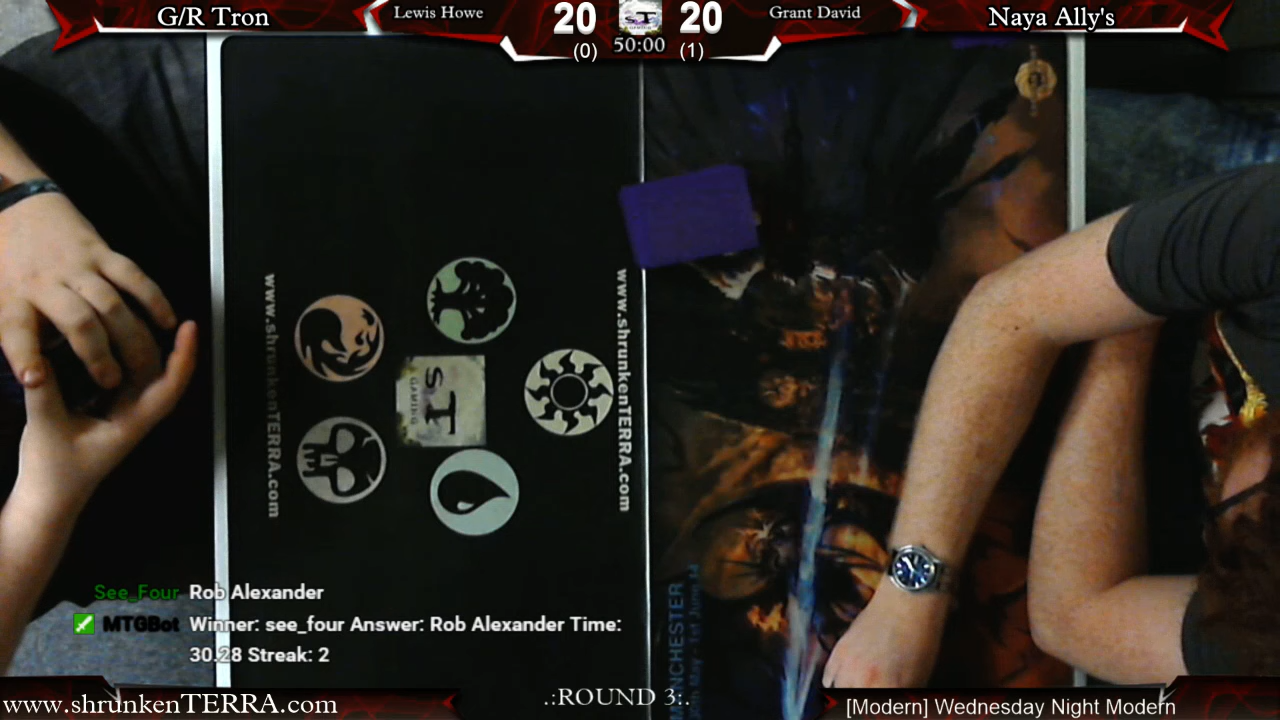 G/R Tron
Lewis Howe
20
20
Grant David
Naya Ally's
(0)
50:00
(1)
www.shrunkenTERRA.com
www.shrunkenTERRA.com
ST
GAMING
See_Four Rob Alexander
MTGBot Winner: see_four Answer: Rob Alexander Time:
30.28 Streak: 2
www.shrunkenTERRA.com
.:ROUND 3:.
[Modern] Wednesday Night Modern